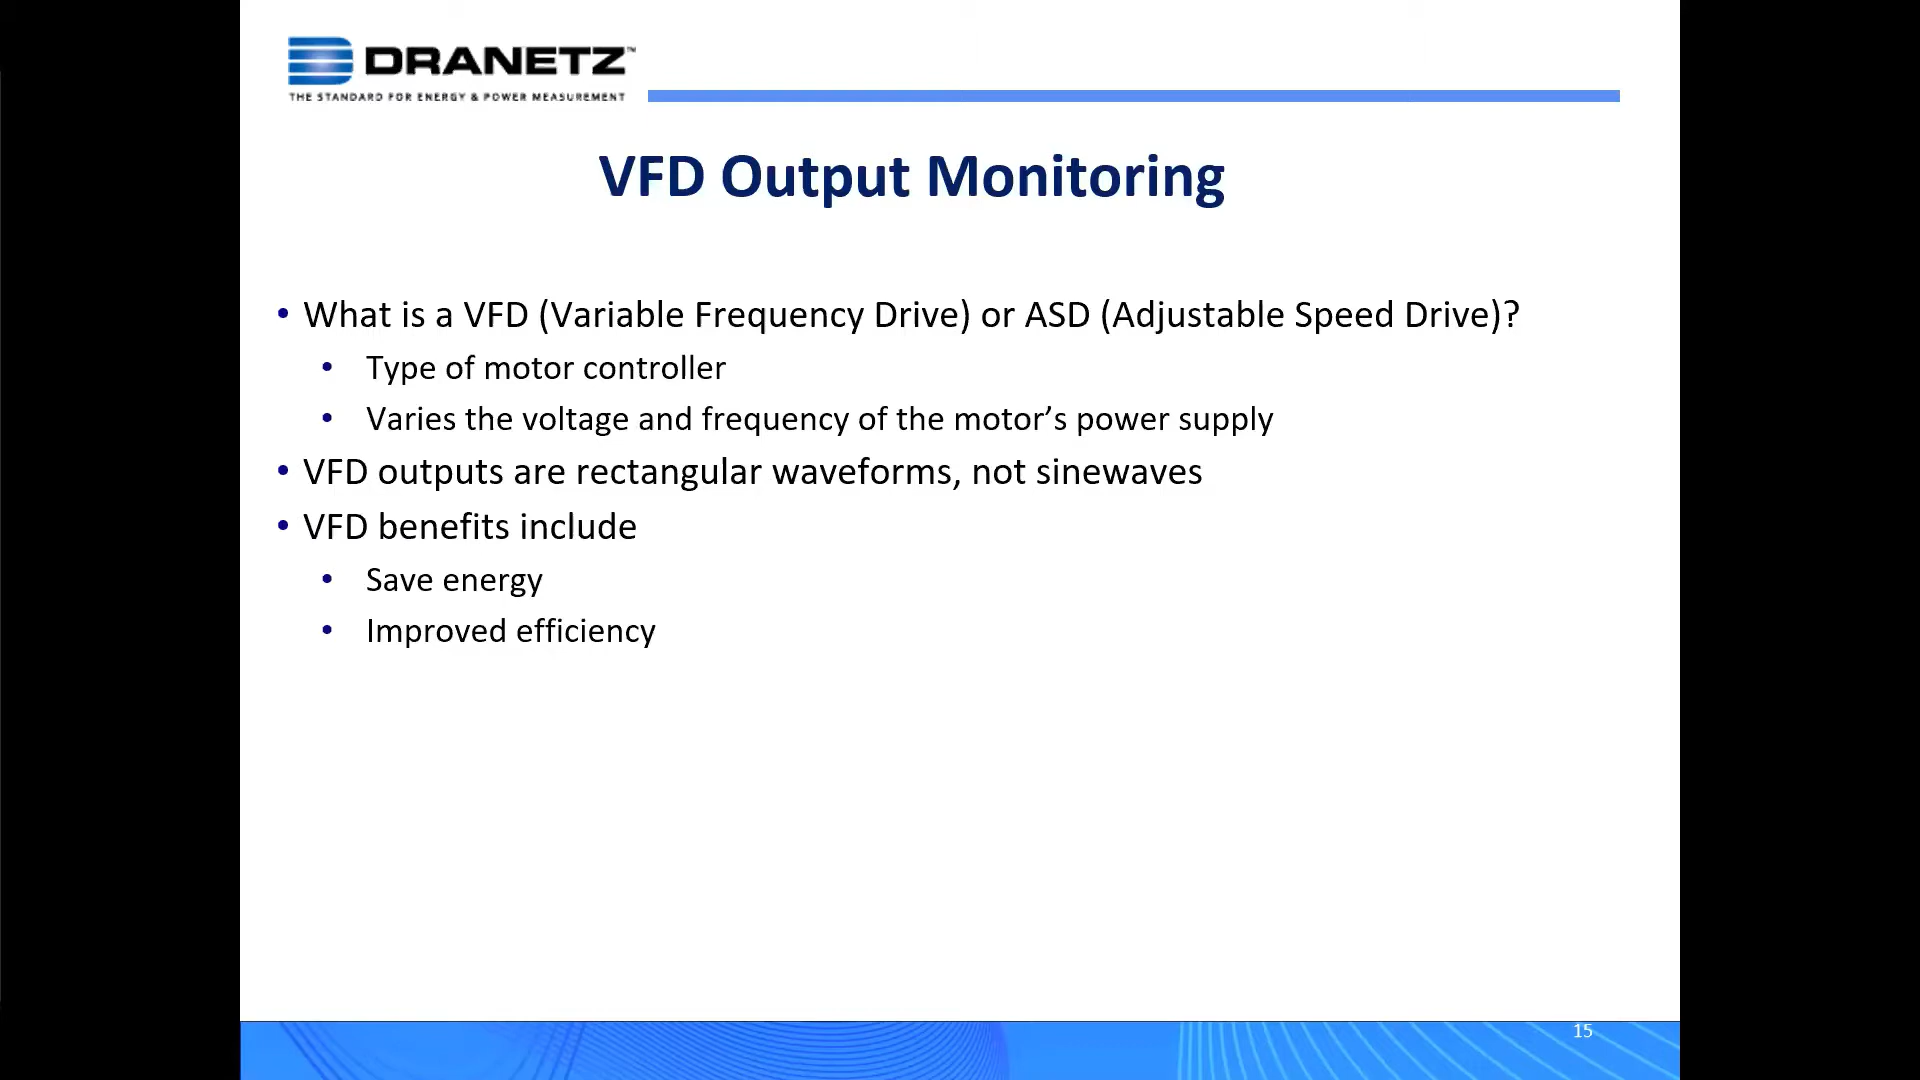 DRANETZ™
THE STANDARD FOR ENERGY & POWER MEASUREMENT
VFD Output Monitoring
• What is a VFD (Variable Frequency Drive) or ASD (Adjustable Speed Drive)?
• Type of motor controller
• Varies the voltage and frequency of the motor’s power supply
• VFD outputs are rectangular waveforms, not sinewaves
• VFD benefits include
• Save energy
• Improved efficiency
15